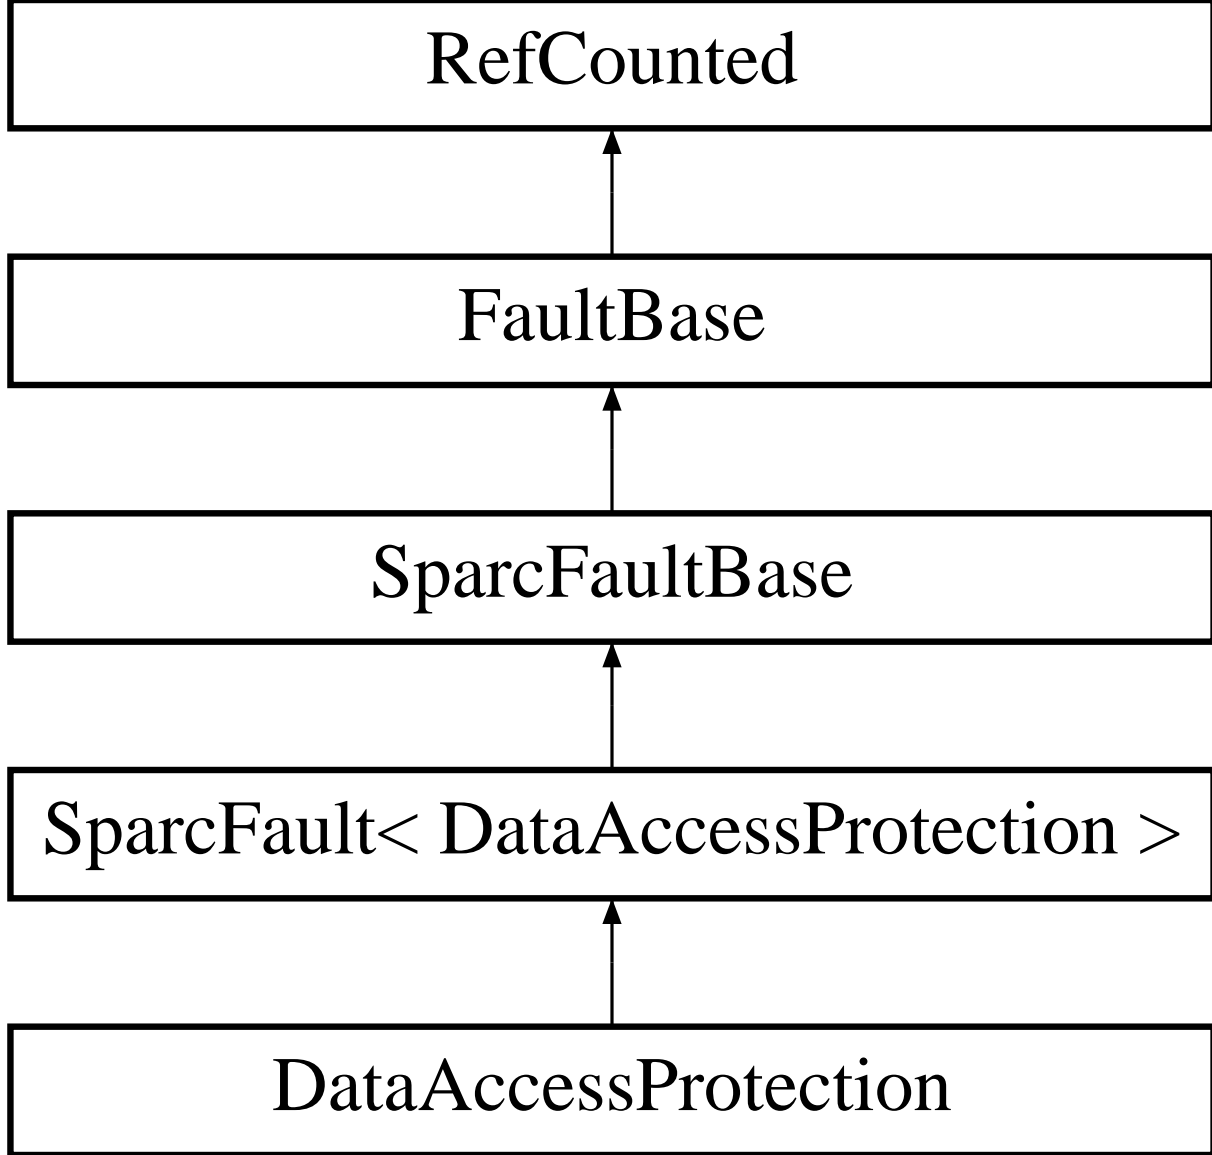 RefCounted
FaultBase
SparcFaultBase
SparcFault< DataAccessProtection >
DataAccessProtection